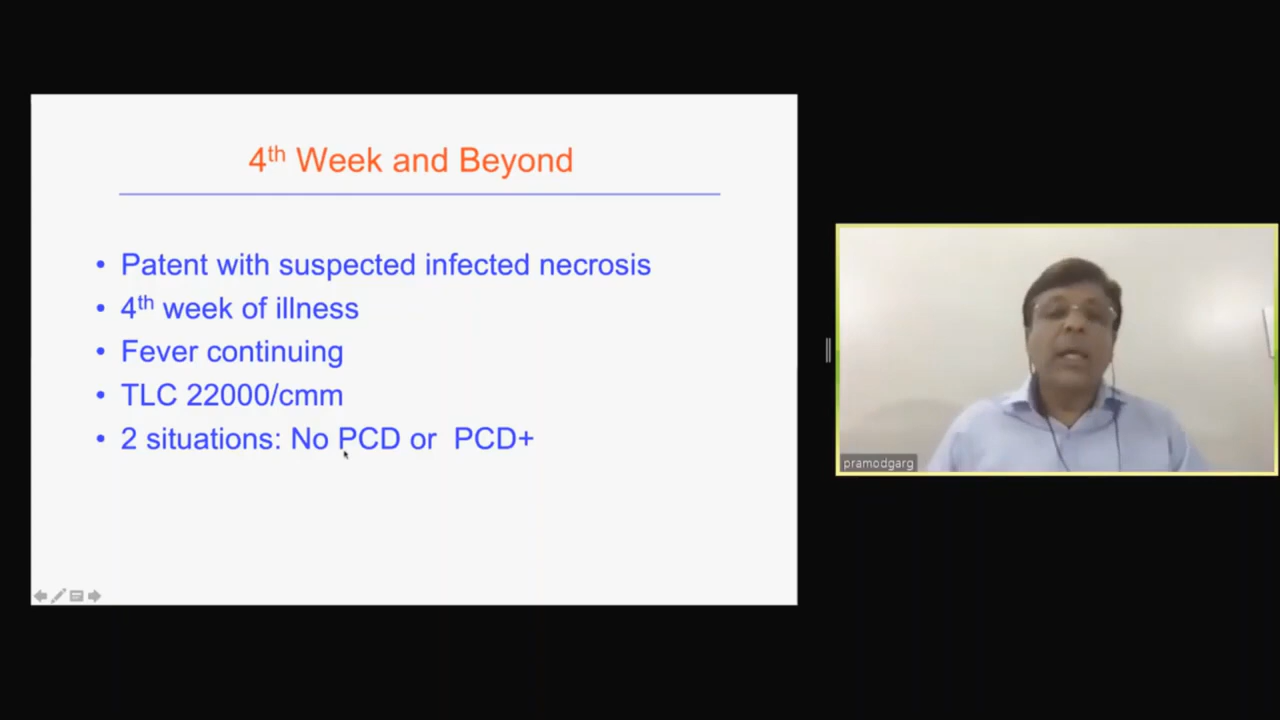 4th Week and Beyond
• Patent with suspected infected necrosis
• 4th week of illness
• Fever continuing
• TLC 22000/cmm
• 2 situations: No PCD or PCD+
pramodgarg